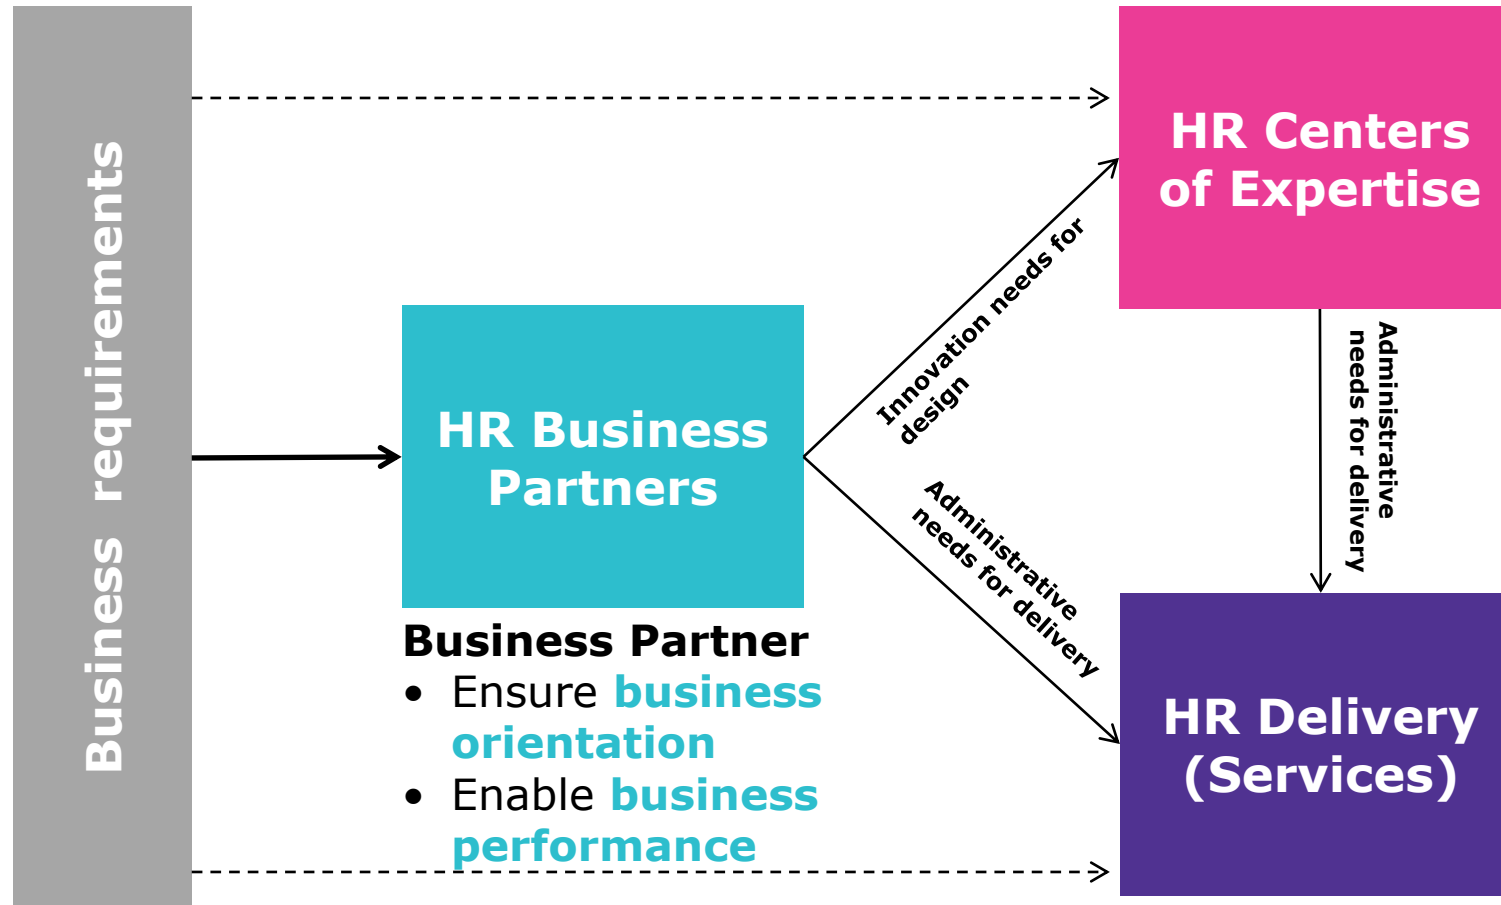 Business requirements
HR Centers
of Expertise
Innovation needs for
design
HR Business
Partners
Administrative
needs for delivery
Administrative
needs for delivery
Business Partner
• Ensure business
orientation
• Enable business
performance
HR Delivery
(Services)